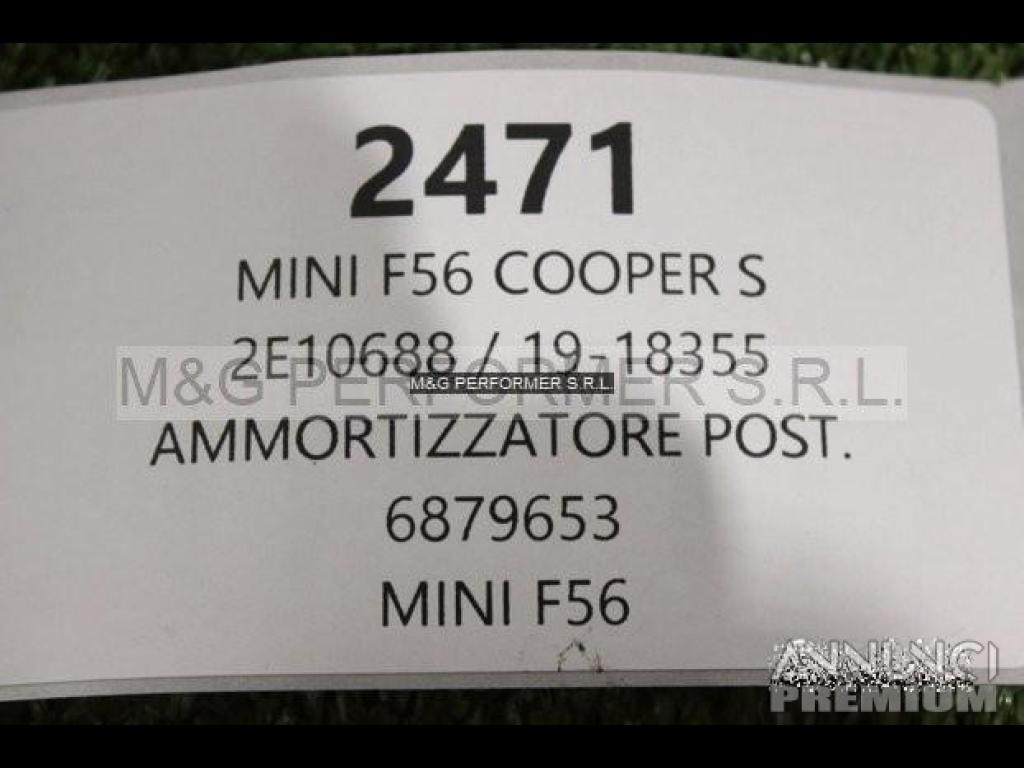 2471
MINI F56 COOPER S
2E10688 / 19-18355
M&G PERFORMER S.R.L.
M&G PERFORMER S.R.L.
AMMORTIZZATORE POST.
6879653
MINI F56
ANNUNCI
PREMIUM